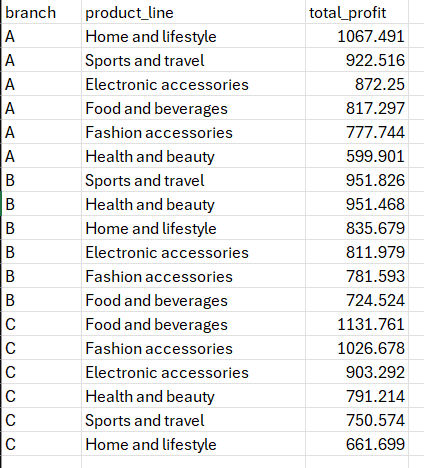 branch product_line total_profit
A Home and lifestyle 1067.491
A Sports and travel 922.516
A Electronic accessories 872.25
A Food and beverages 817.297
A Fashion accessories 777.744
A Health and beauty 599.901
B Sports and travel 951.826
B Health and beauty 951.468
B Home and lifestyle 835.679
B Electronic accessories 811.979
B Fashion accessories 781.593
B Food and beverages 724.524
C Food and beverages 1131.761
C Fashion accessories 1026.678
C Electronic accessories 903.292
C Health and beauty 791.214
C Sports and travel 750.574
C Home and lifestyle 661.699